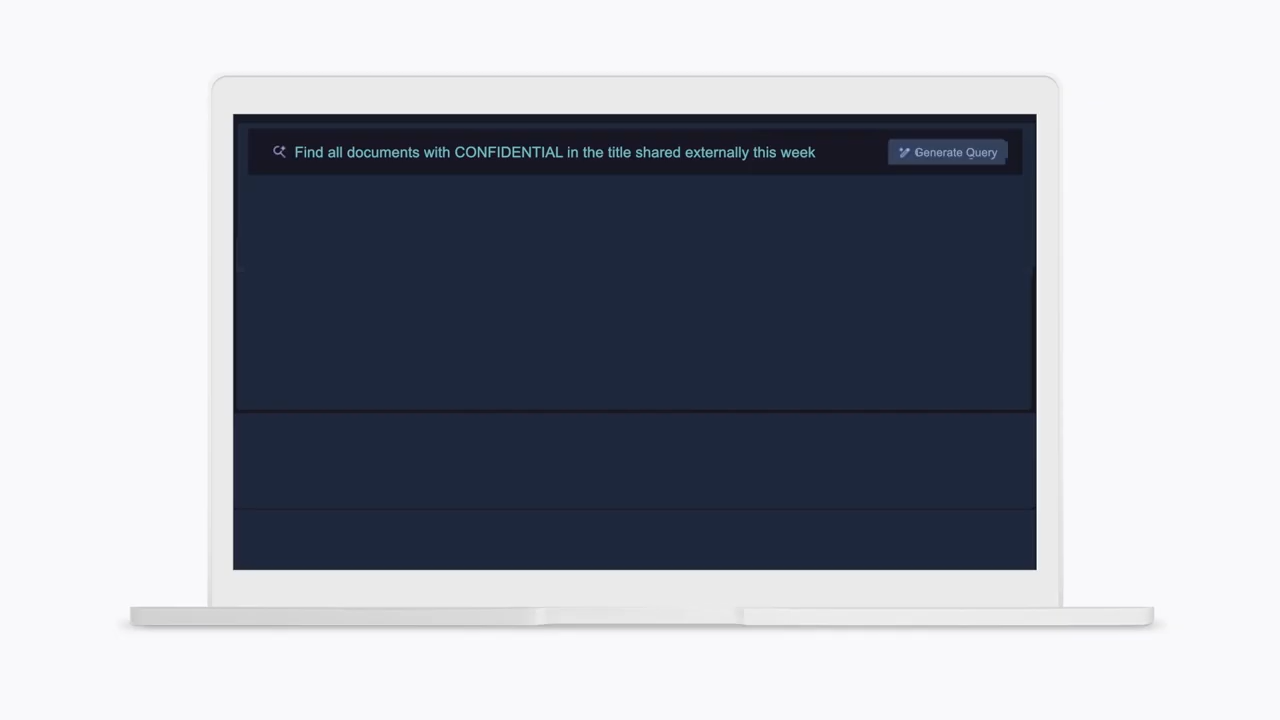 Find all documents with CONFIDENTIAL in the title shared externally this week
Generate Query